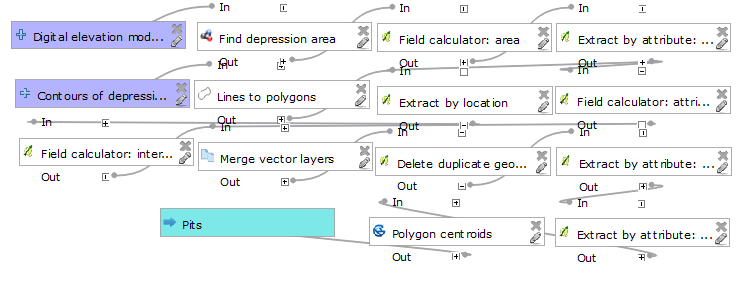 In In In
Digital elevation mod... Find depression area Field calculator: area Extract by attribute: ...
Out Out Out
In In In
Contours of depressi... Lines to polygons Extract by location Field calculator: attri...
Out Out Out
In In In
Field calculator: inter... Merge vector layers Delete duplicate geo... Extract by attribute: ...
Out Out Out Out
In In
Pits Polygon centroids Extract by attribute: ...
Out Out